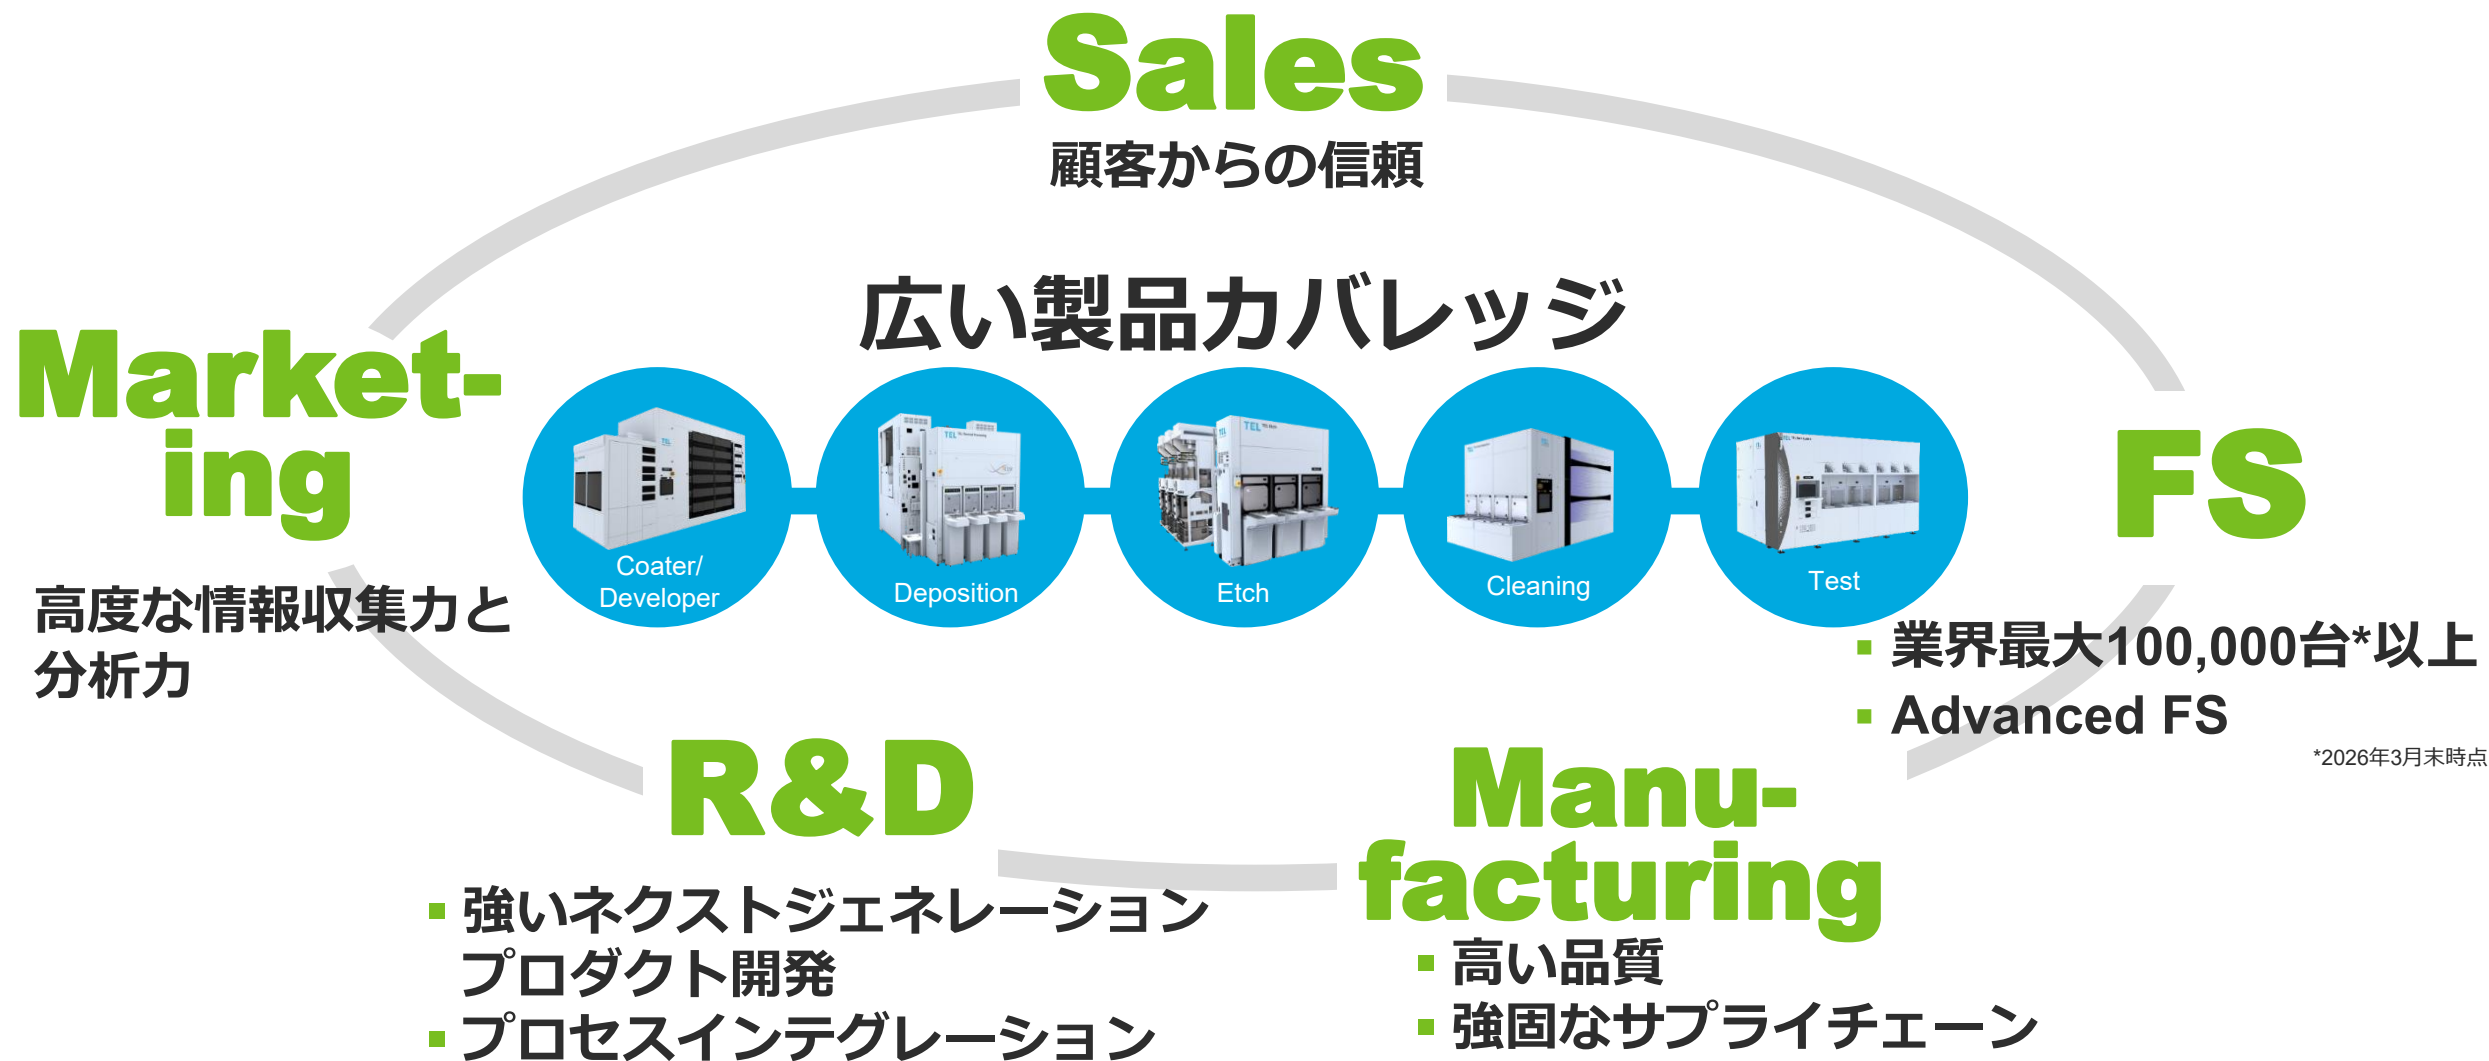 Sales
顧客からの信頼
広い製品カバレッジ
Market-
ing
高度な情報収集力と
分析力
TEL
Coater/
Developer
TEL
Deposition
TEL
Etch
TEL
Cleaning
TEL
Test
FS
▪ 業界最大100,000台*以上
▪ Advanced FS
*2026年3月末時点
R&D
▪ 強いネクストジェネレーション
プロダクト開発
▪ プロセスインテグレーション
Manu-
facturing
▪ 高い品質
▪ 強固なサプライチェーン